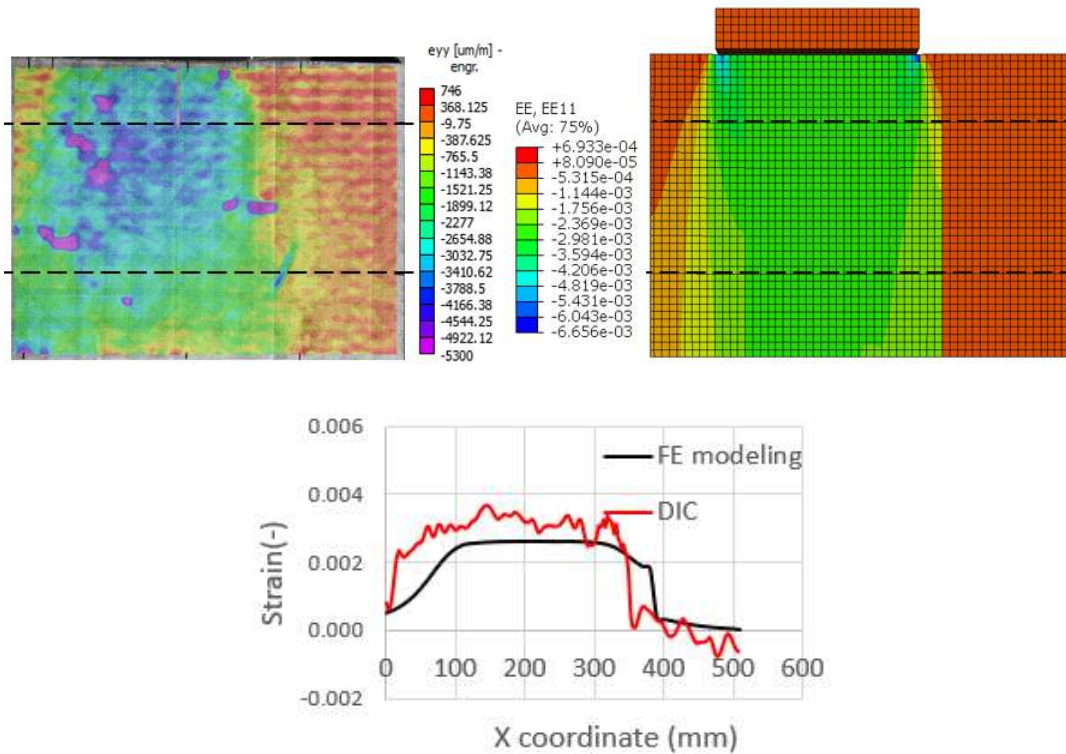 eyy [um/m] -
engr.
746
368.125
-9.75
-387.625
-765.5
-1143.38
-1521.25
-1899.12
-2277
-2654.88
-3032.75
-3410.62
-3788.5
-4166.38
-4544.25
-4922.12
-5300
EE, EE11
(Avg: 75%)
+6.933e-04
+8.090e-05
-5.315e-04
-1.144e-03
-1.756e-03
-2.369e-03
-2.981e-03
-3.594e-03
-4.206e-03
-4.819e-03
-5.431e-03
-6.043e-03
-6.656e-03
0.006
0.004
0.002
0.000
-0.002
Strain(-)
FE modeling
DIC
0 100 200 300 400 500 600
X coordinate (mm)